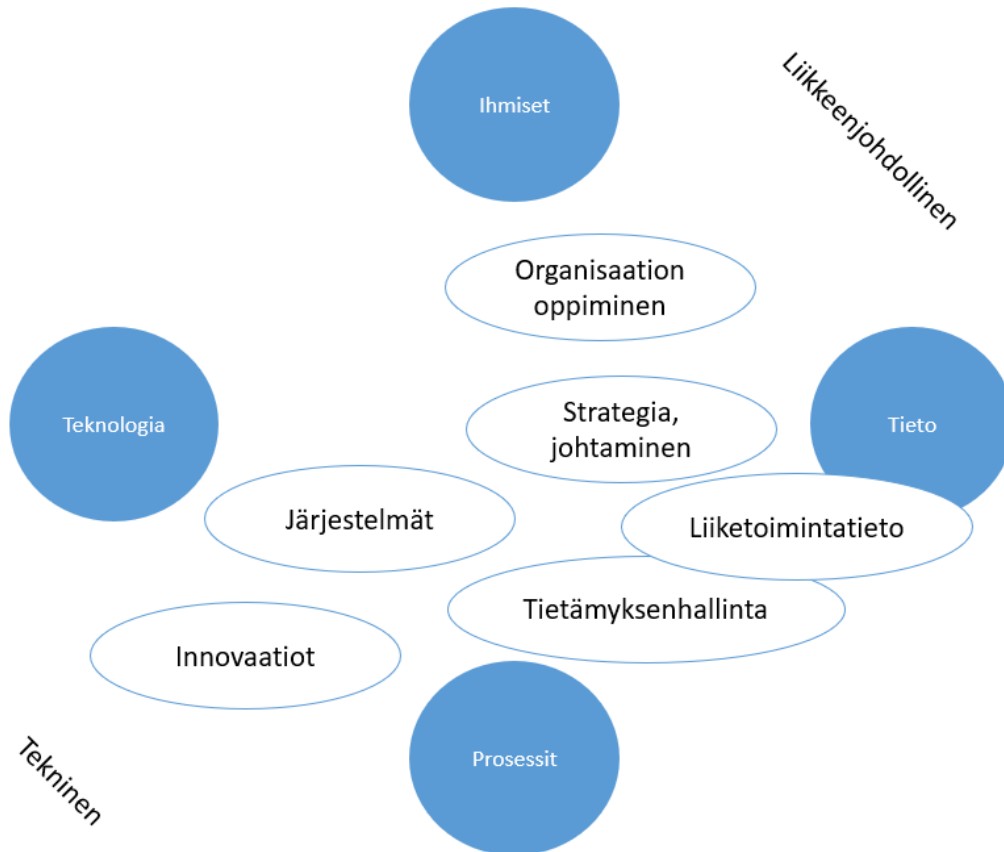 Ihmiset
Liikkeenjohdollinen
Organisaation
oppiminen
Teknologia
Strategia,
johtaminen
Tieto
Järjestelmät
Liiketoimintatieto
Tietämyksenhallinta
Innovaatiot
Tekninen
Prosessit